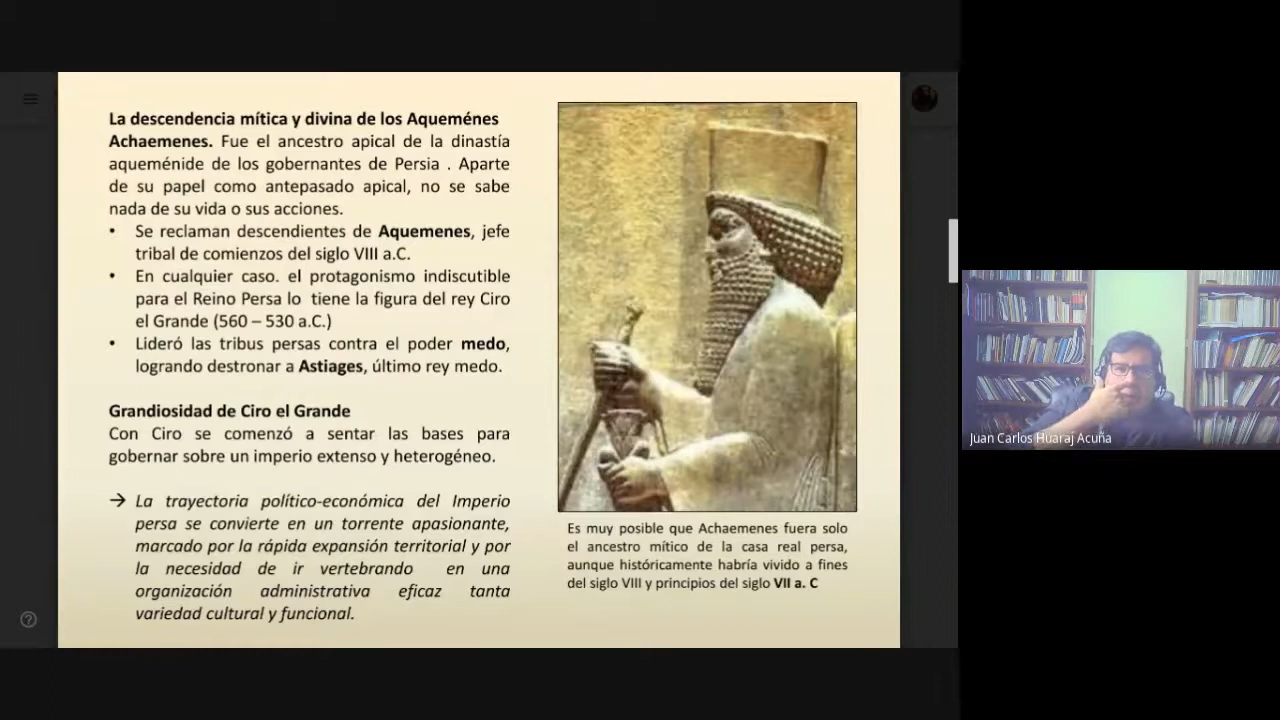 La descendencia mítica y divina de los Aqueménes
Achaemenes. Fue el ancestro apical de la dinastía
aqueménide de los gobernantes de Persia . Aparte
de su papel como antepasado apical, no se sabe
nada de su vida o sus acciones.
• Se reclaman descendientes de Aquemenes, jefe
tribal de comienzos del siglo VIII a.C.
• En cualquier caso. el protagonismo indiscutible
para el Reino Persa lo tiene la figura del rey Ciro
el Grande (560 – 530 a.C.)
• Lideró las tribus persas contra el poder medo,
logrando destronar a Astiages, último rey medo.
Grandiosidad de Ciro el Grande
Con Ciro se comenzó a sentar las bases para
gobernar sobre un imperio extenso y heterogéneo.
→ La trayectoria político-económica del Imperio
persa se convierte en un torrente apasionante,
marcado por la rápida expansión territorial y por
la necesidad de ir vertebrando en una
organización administrativa eficaz tanta
variedad cultural y funcional.
Es muy posible que Achaemenes fuera solo
el ancestro mítico de la casa real persa,
aunque históricamente habría vivido a fines
del siglo VIII y principios del siglo VII a. C
Juan Carlos Huaraj Acuña